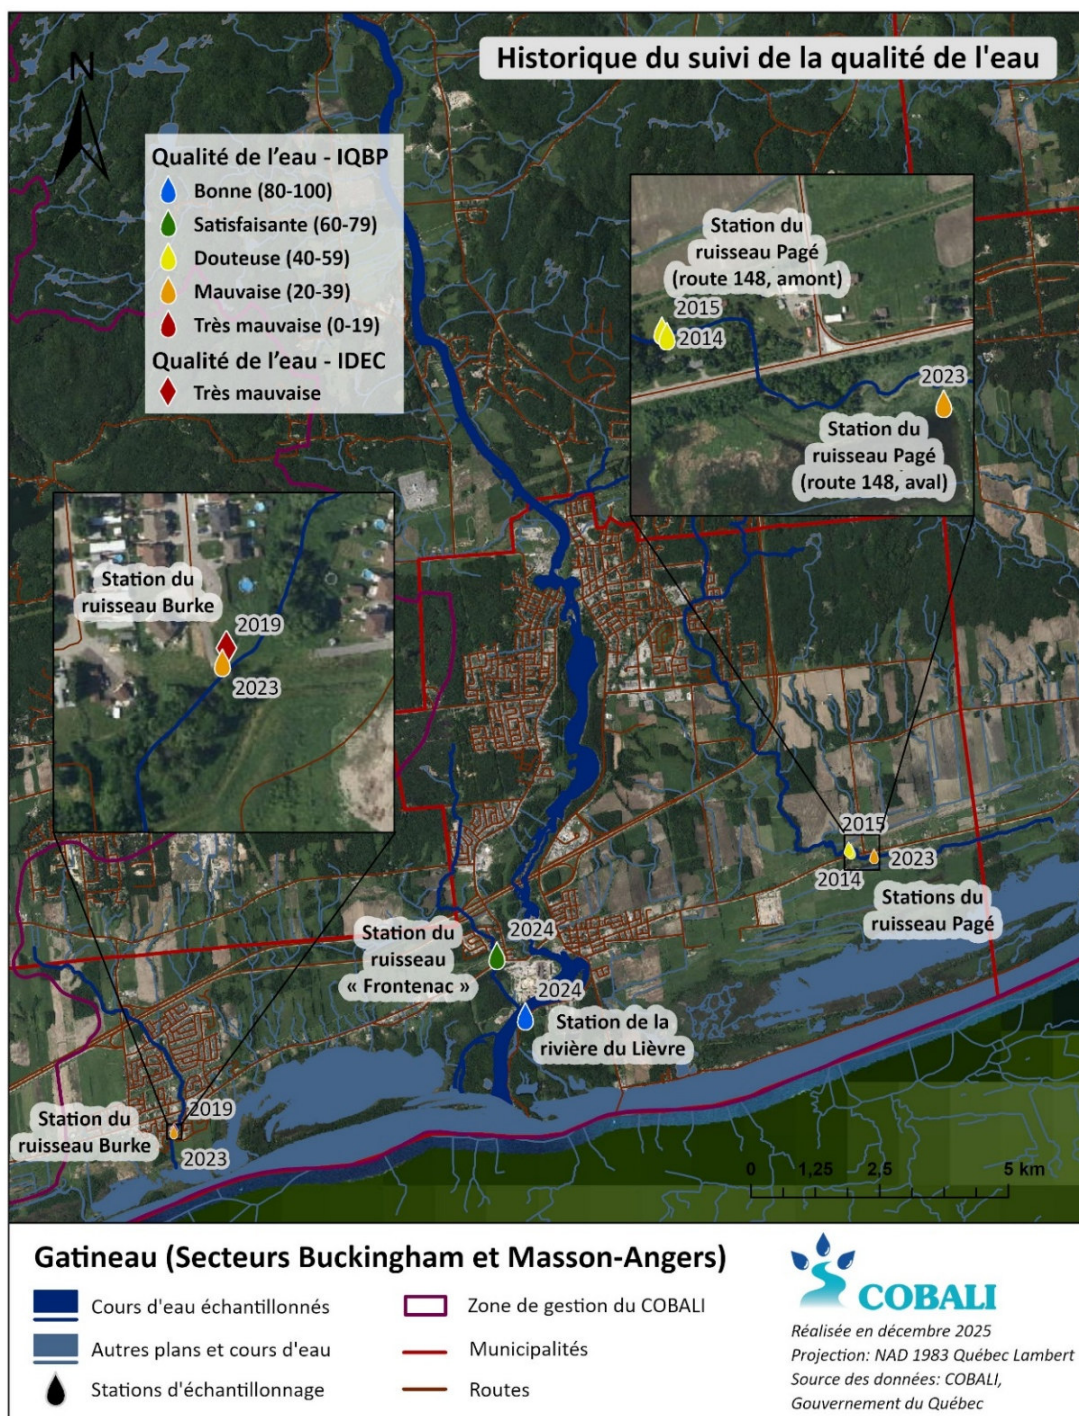 Historique du suivi de la qualité de l'eau
N
Qualité de l'eau - IQBP
Bonne (80-100)
Satisfaisante (60-79)
Douteuse (40-59)
Mauvaise (20-39)
Très mauvaise (0-19)
Qualité de l'eau - IDEC
Très mauvaise
Station du
ruisseau Pagé
(route 148, amont)
2015
2014
2023
Station du
ruisseau Pagé
(route 148, aval)
Station du
ruisseau Burke
2019
2023
2015
2014
2023
Stations du
ruisseau Pagé
Station du
ruisseau
« Frontenac »
2024
2024
Station de la
rivière du Lièvre
Station du
ruisseau Burke
2019
2023
0 1,25 2,5 5 km
Gatineau (Secteurs Buckingham et Masson-Angers)
Cours d'eau échantillonnés
Autres plans et cours d'eau
Stations d'échantillonnage
Zone de gestion du COBALI
Municipalités
Routes
COBALI
Réalisée en décembre 2025
Projection: NAD 1983 Québec Lambert
Source des données: COBALI,
Gouvernement du Québec